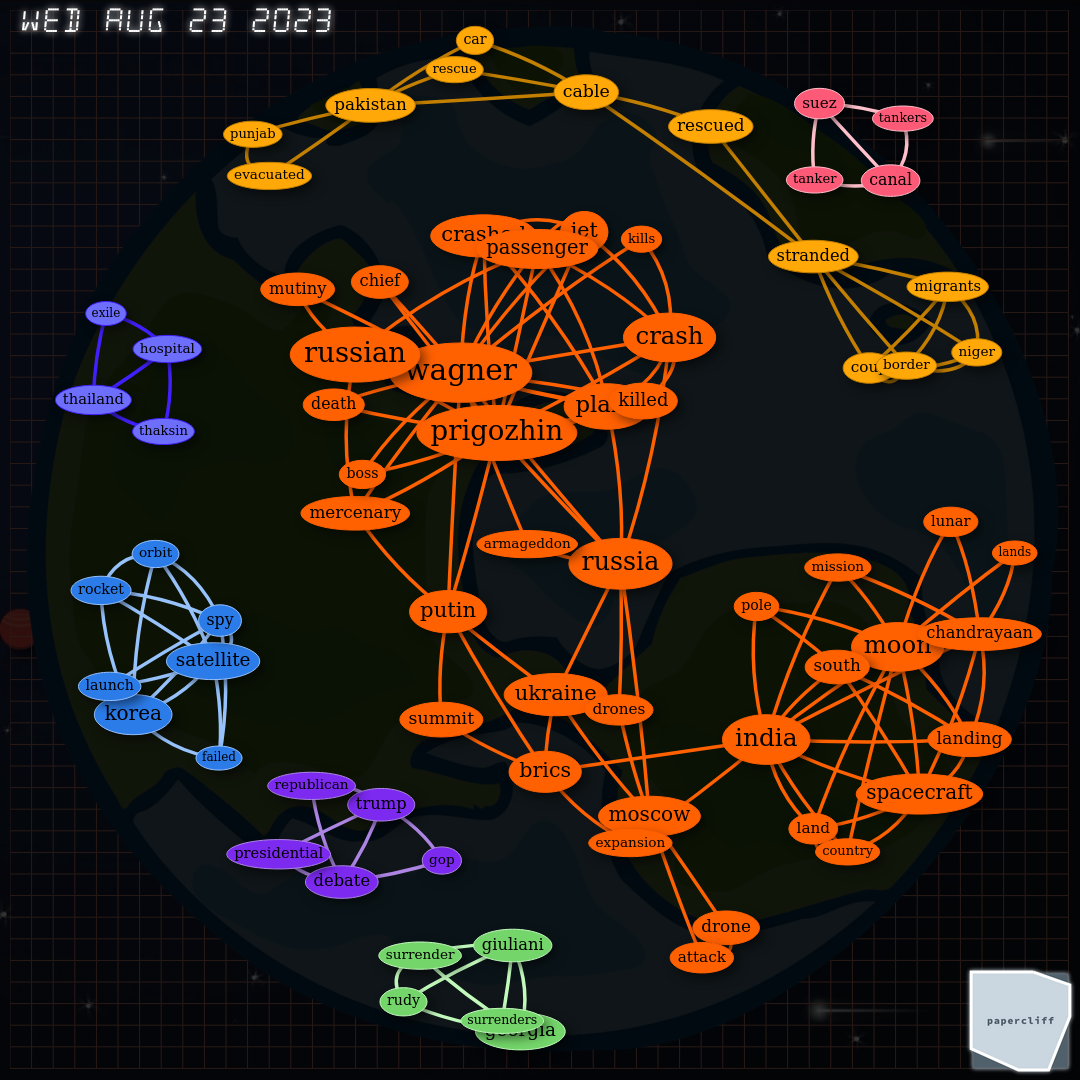 WED AUG 23 2023
car
rescue
pakistan
cable
punjab
evacuated
rescued
suez
tankers
tanker
canal
stranded
migrants
niger
border
jet
passenger
kills
mutiny
chief
crash
russian
wagner
death
killed
prigozhin
boss
mercenary
armageddon
russia
putin
ukraine
drones
summit
brics
moscow
expansion
drone
attack
exile
hospital
thailand
thaksin
orbit
rocket
spy
satellite
launch
korea
failed
republican
trump
presidential
gop
debate
surrender
giuliani
rudy
surrenders
georgia
lunar
lands
mission
pole
chandrayaan
moon
south
india
landing
spacecraft
land
country
papercliff